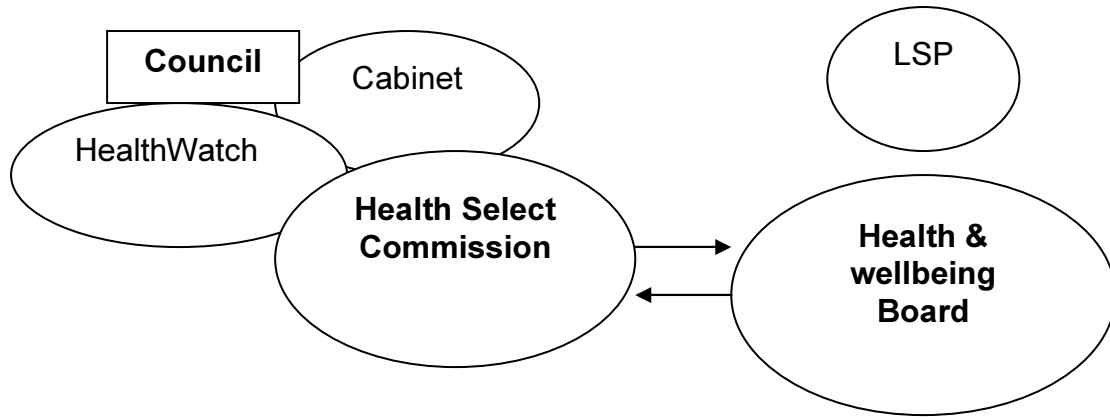 Council
Cabinet
HealthWatch
LSP
Health Select
Commission
Health &
wellbeing
Board